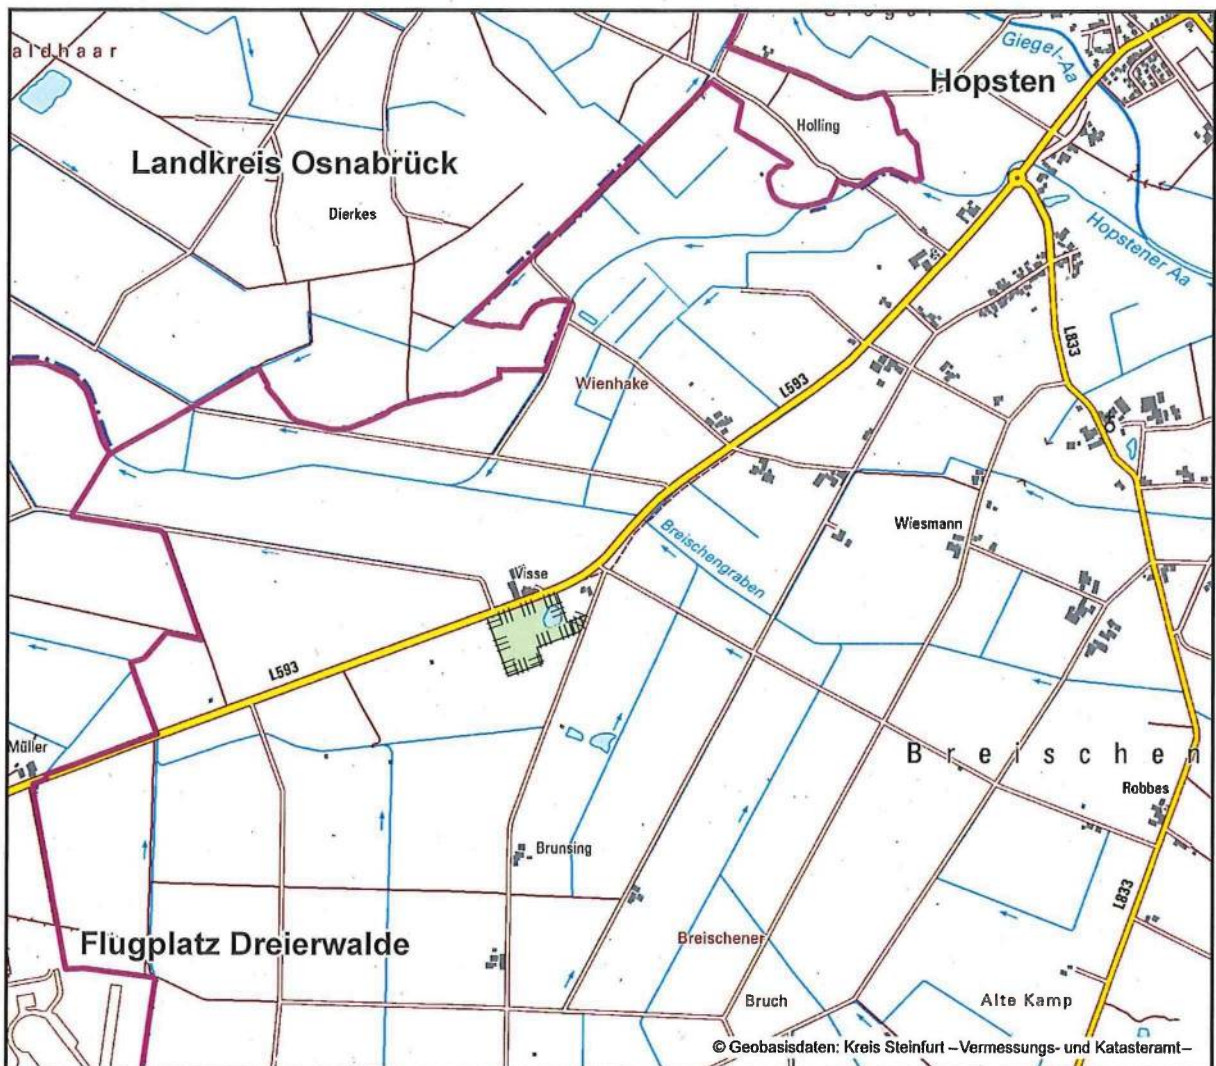 aldhaar
Giegel-Aa
Hopsten
Holling
Landkreis Osnabrück
Dierkes
Hopstener Aa
L833
Wienhake
L593
Wiesmann
Breischengraben
Visse
L593
Müller
Breischen
Robbes
Brunsing
L833
Flugplatz Dreierwalde
Breischener
Bruch
Alte Kamp
© Geobasisdaten: Kreis Steinfurt – Vermessungs- und Katasteramt –